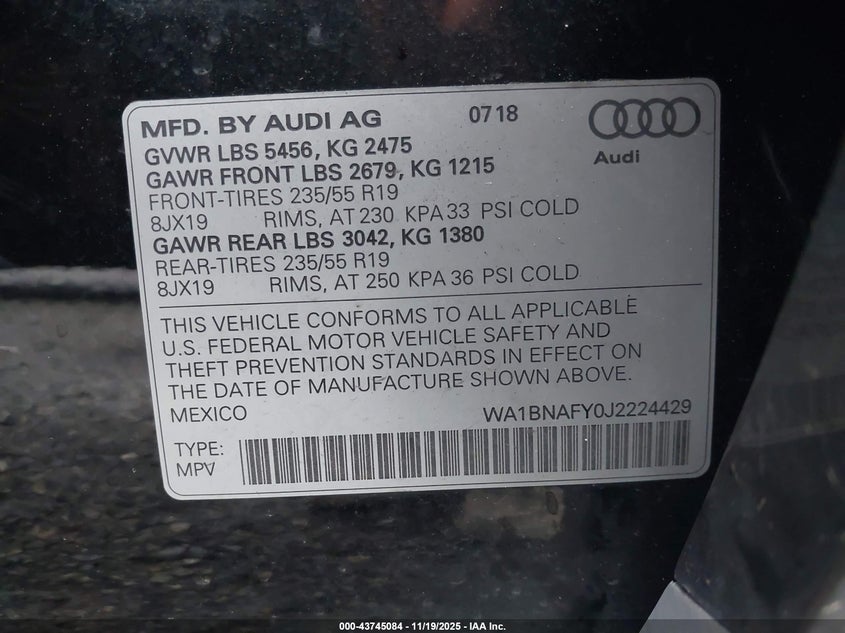 MFD. BY AUDI AG 0718
GVWR LBS 5456, KG 2475
GAWR FRONT LBS 2679, KG 1215
Audi
FRONT-TIRES 235/55 R19
8JX19 RIMS, AT 230 KPA 33 PSI COLD
GAWR REAR LBS 3042, KG 1380
REAR-TIRES 235/55 R19
8JX19 RIMS, AT 250 KPA 36 PSI COLD
THIS VEHICLE CONFORMS TO ALL APPLICABLE
U.S. FEDERAL MOTOR VEHICLE SAFETY AND
THEFT PREVENTION STANDARDS IN EFFECT ON
THE DATE OF MANUFACTURE SHOWN ABOVE.
MEXICO WA1BNAFY0J2224429
TYPE:
MPV
000-43745084 - 11/19/2025 - IAA Inc.